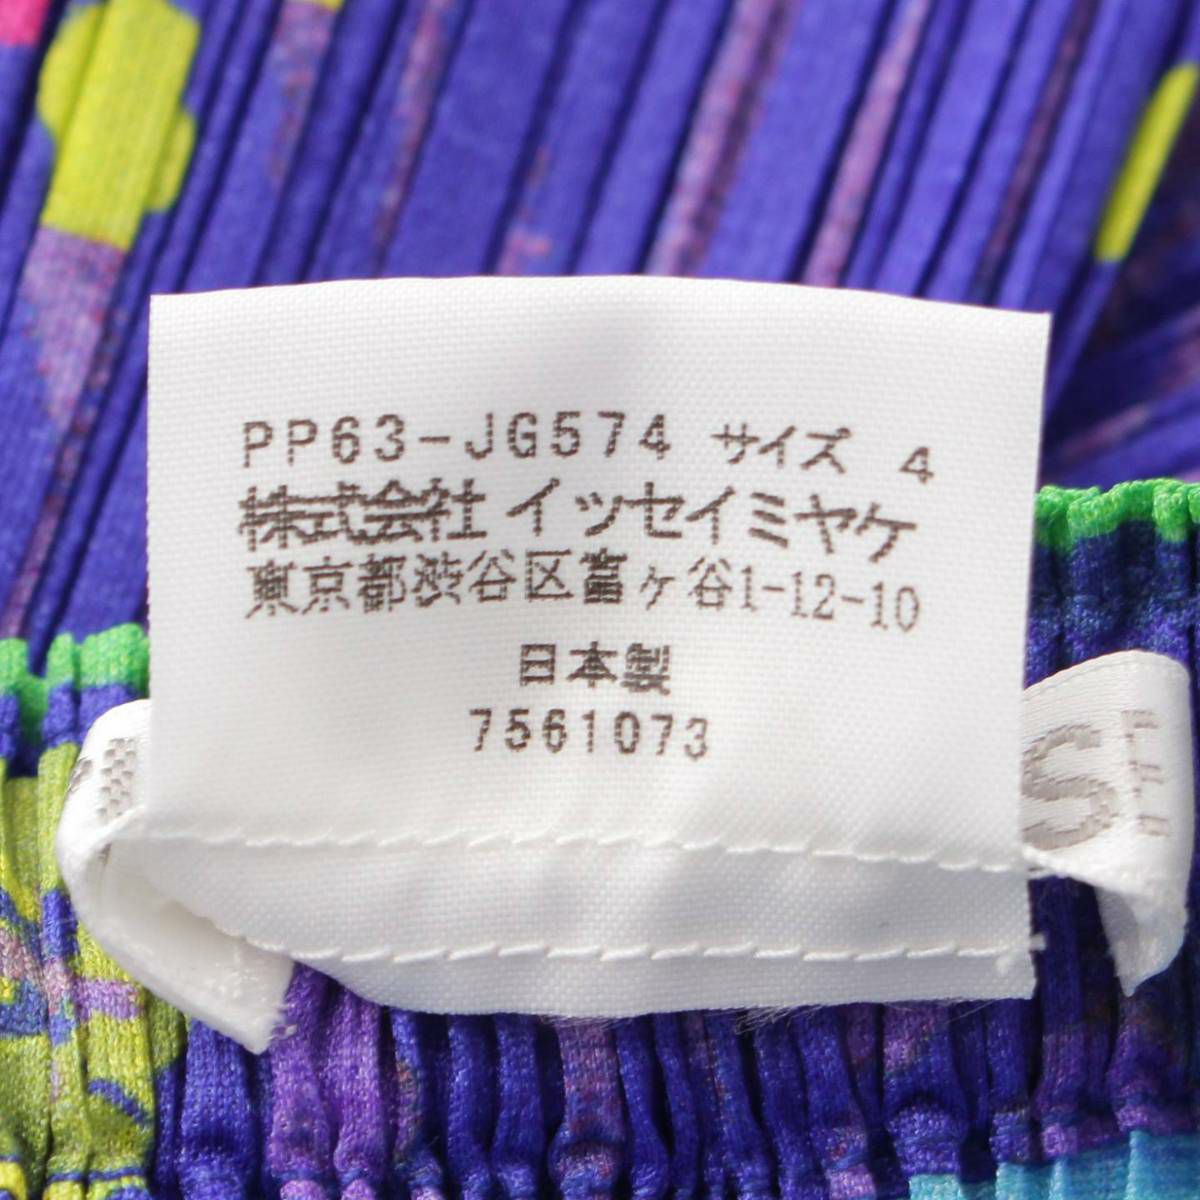 PP63-JG574 サイズ 4
株式会社 イッセイミヤケ
東京都渋谷区富ヶ谷1-12-10
日本製
7561073